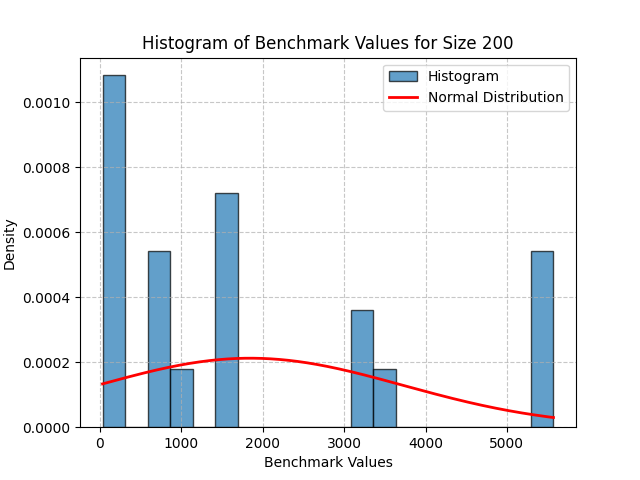 Histogram of Benchmark Values for Size 200
Histogram
Normal Distribution
Density
0.0010
0.0008
0.0006
0.0004
0.0002
0.0000
0
1000
2000
3000
4000
5000
Benchmark Values